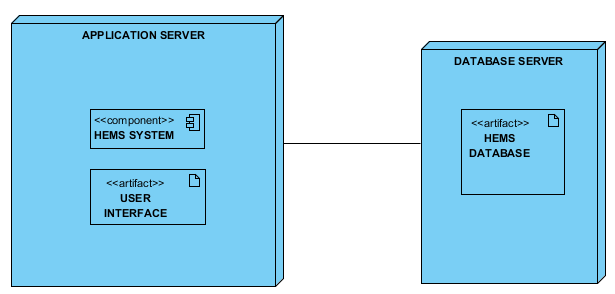 APPLICATION SERVER
<<component>>
HEMS SYSTEM
<<artifact>>
USER
INTERFACE
DATABASE SERVER
<<artifact>>
HEMS
DATABASE